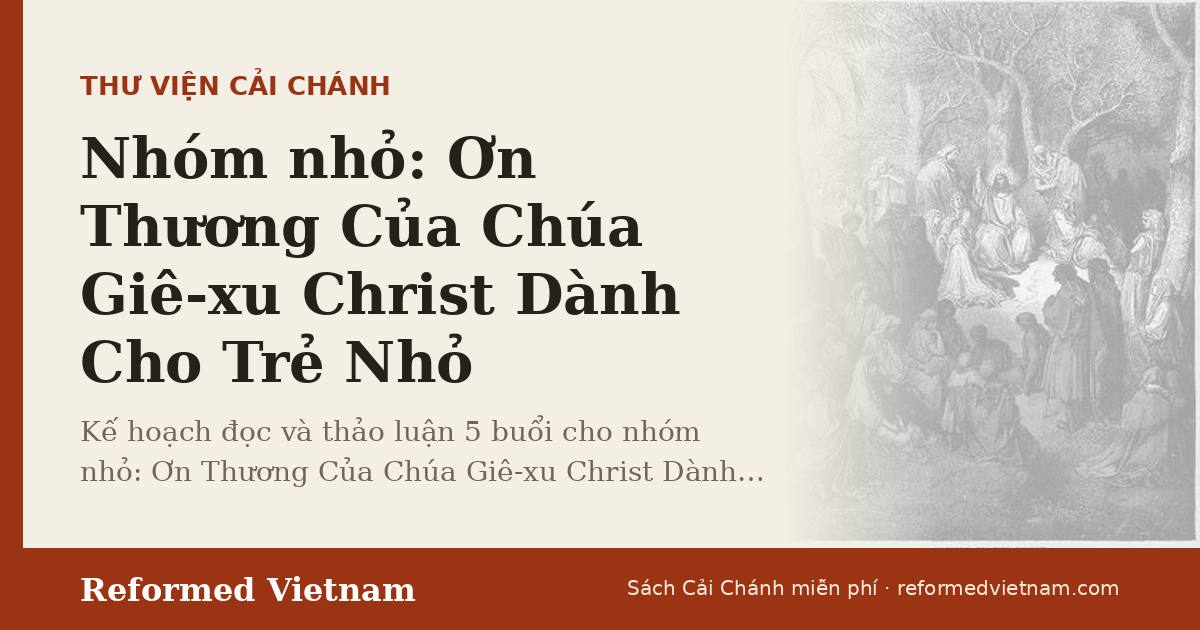 THƯ VIỆN CẢI CHÁNH
Nhóm nhỏ: Ơn
Thương Của Chúa
Giê-xu Christ Dành
Cho Trẻ Nhỏ
Kế hoạch đọc và thảo luận 5 buổi cho nhóm
nhỏ: Ơn Thương Của Chúa Giê-xu Christ Dành...
Reformed Vietnam
Sách Cải Chánh miễn phí · reformedvietnam.com